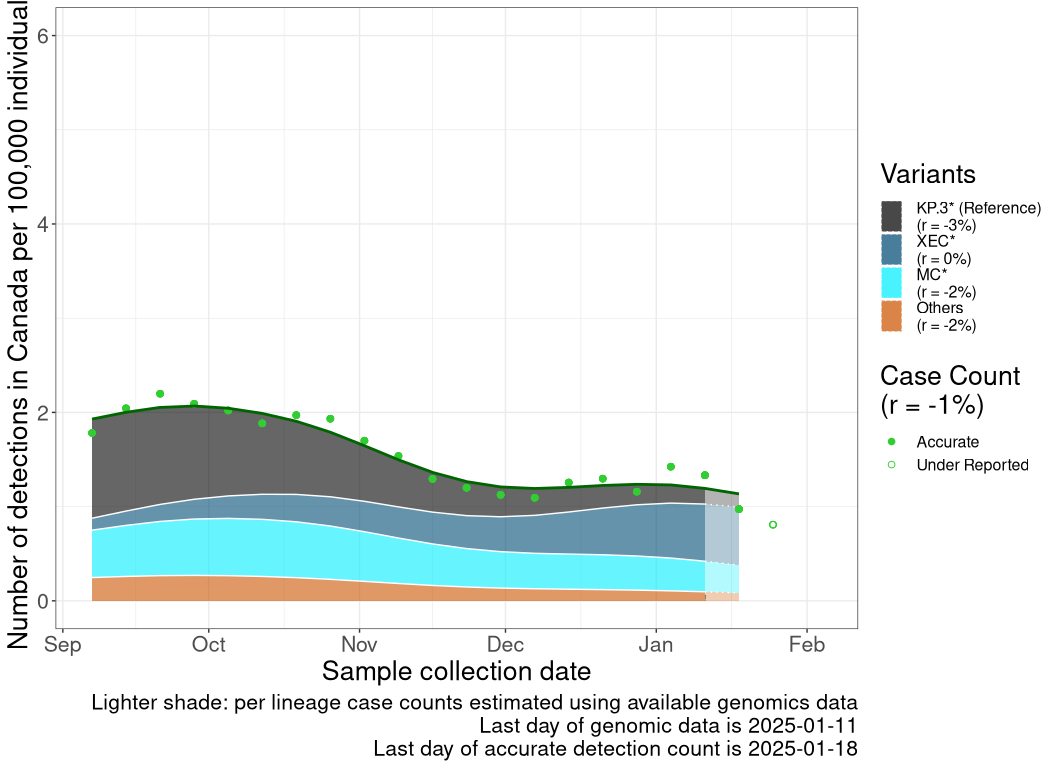 Number of detections in Canada per 100,000 individual
6
4
2
0
Sep
Oct
Nov
Dec
Jan
Feb
Sample collection date
Lighter shade: per lineage case counts estimated using available genomics data
Last day of genomic data is 2025-01-11
Last day of accurate detection count is 2025-01-18
Variants
KP.3* (Reference)
(r = -3%)
XEC*
(r = 0%)
MC*
(r = -2%)
Others
(r = -2%)
Case Count
(r = -1%)
Accurate
Under Reported